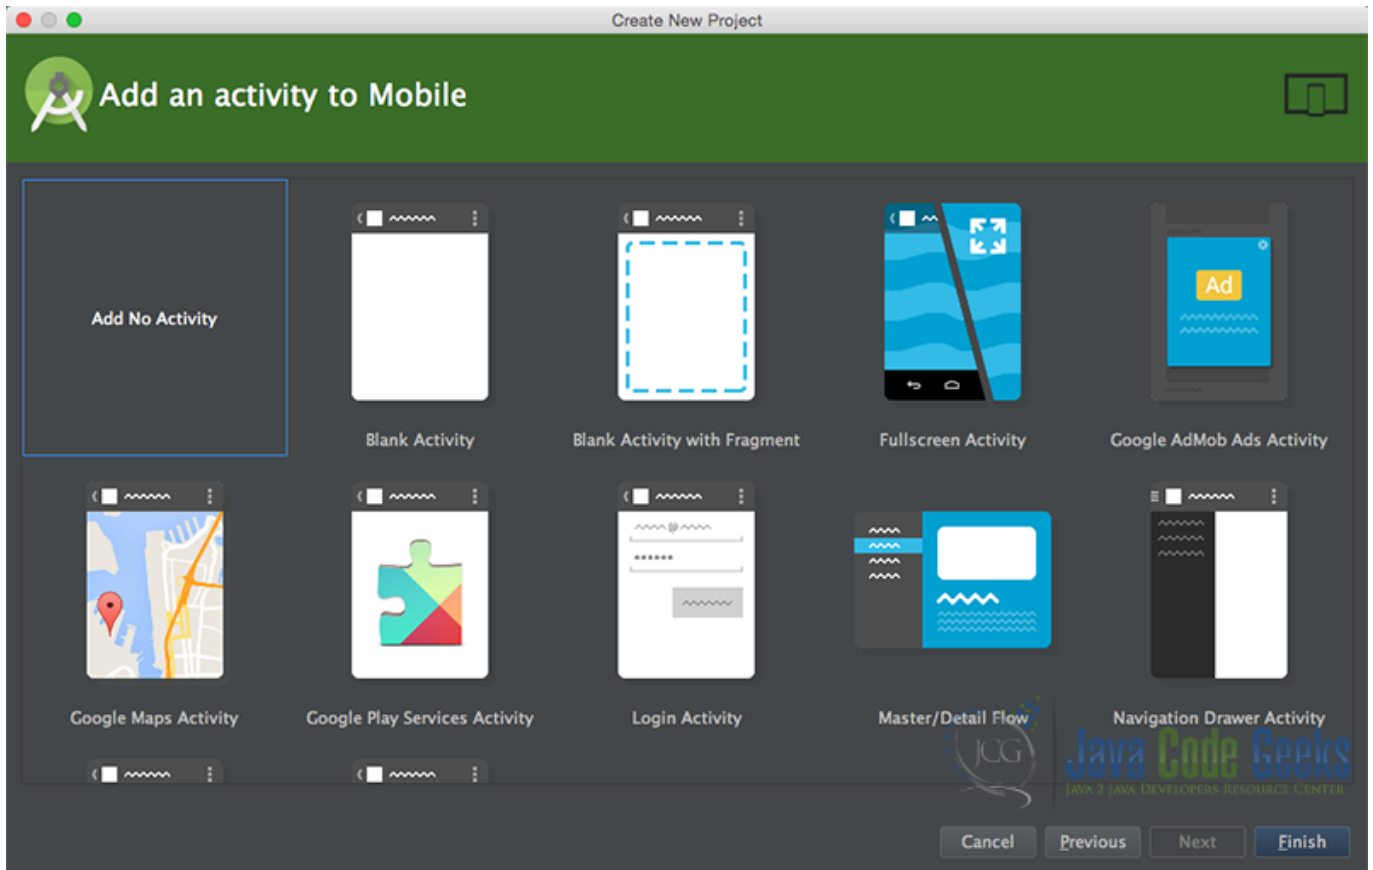 Create New Project
Add an activity to Mobile
Add No Activity
Ad
Blank Activity
Blank Activity with Fragment
Fullscreen Activity
Google AdMob Ads Activity
Google Maps Activity
Google Play Services Activity
Login Activity
Master/Detail Flow
Navigation Drawer Activity
JCG
Java Code Geeks
JAVA 2 JAVA DEVELOPERS RESOURCE CENTER
Cancel
Previous
Next
Finish